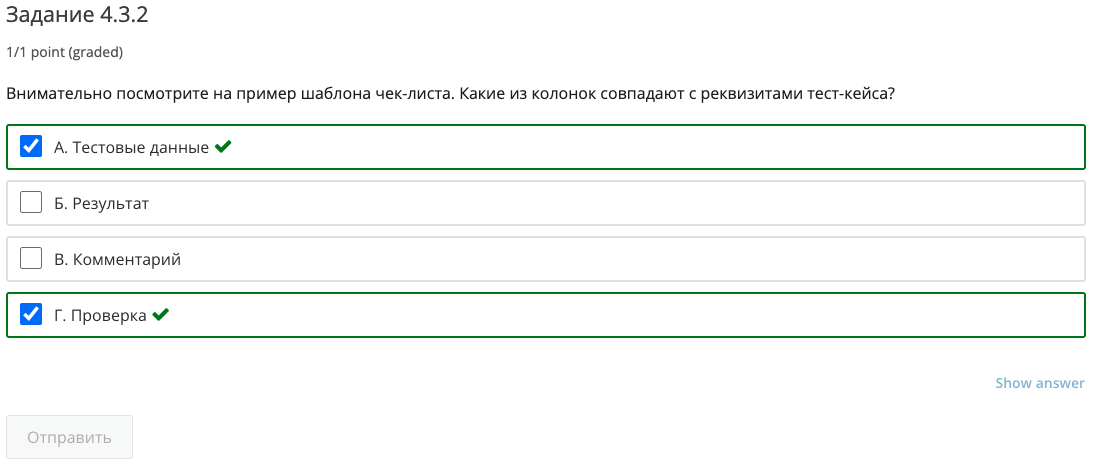 Задание 4.3.2
1/1 point (graded)
Внимательно посмотрите на пример шаблона чек-листа. Какие из колонок совпадают с реквизитами тест-кейса?
А. Тестовые данные
Б. Результат
В. Комментарий
Г. Проверка
Show answer
Отправить